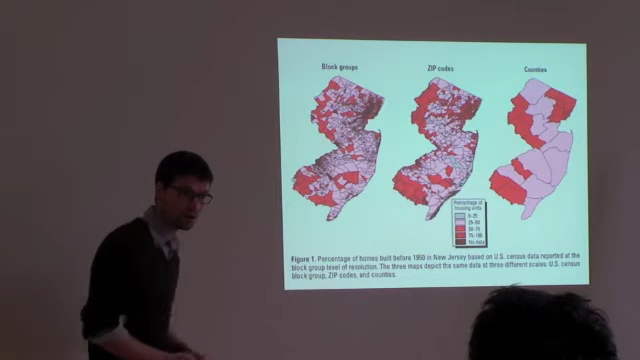 Block groups
ZIP codes
Counties
Percentage of
housing units
0-25
25-50
50-75
75-100
No data
Figure 1. Percentage of homes built before 1950 in New Jersey based on U.S. census data reported at the
block group level of resolution. The three maps depict the same data at three different scales: U.S. census
block group, ZIP codes, and counties.